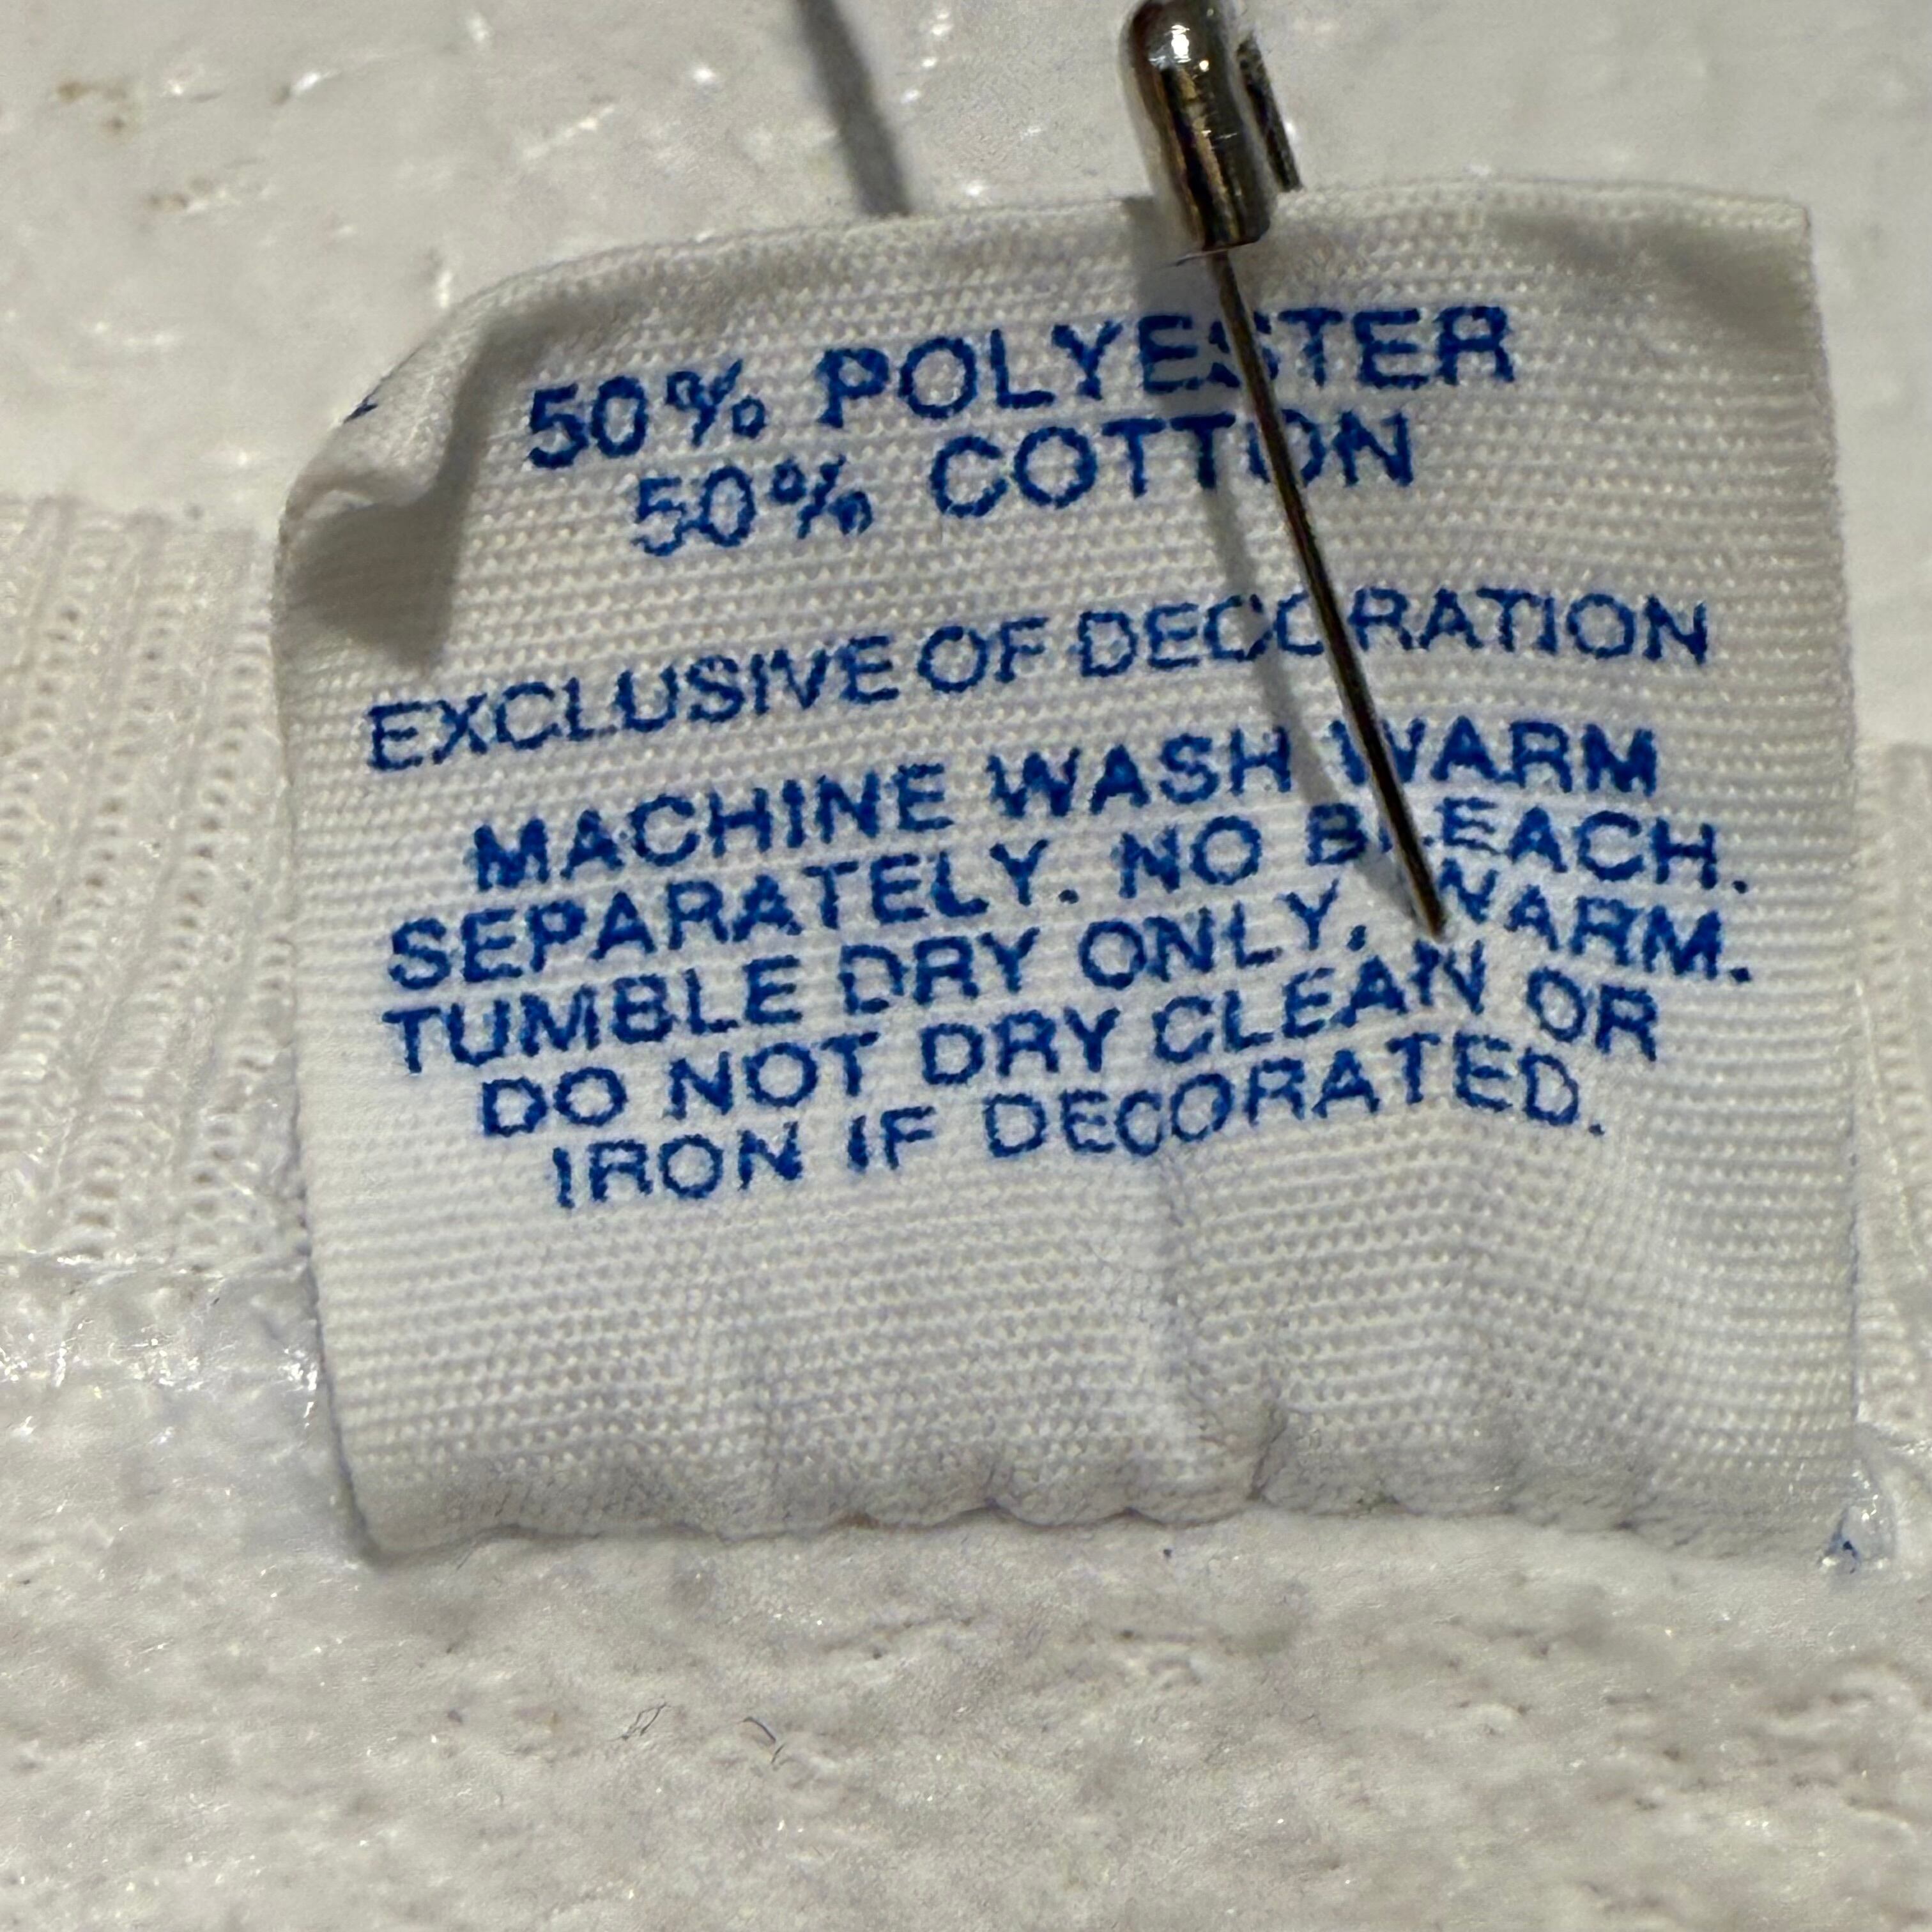 50% POLYESTER
50% COTTON
EXCLUSIVE OF DECORATION
MACHINE WASH WARM
SEPARATELY. NO BLEACH.
TUMBLE DRY ONLY, WARM.
DO NOT DRY CLEAN OR
IRON IF DECORATED.